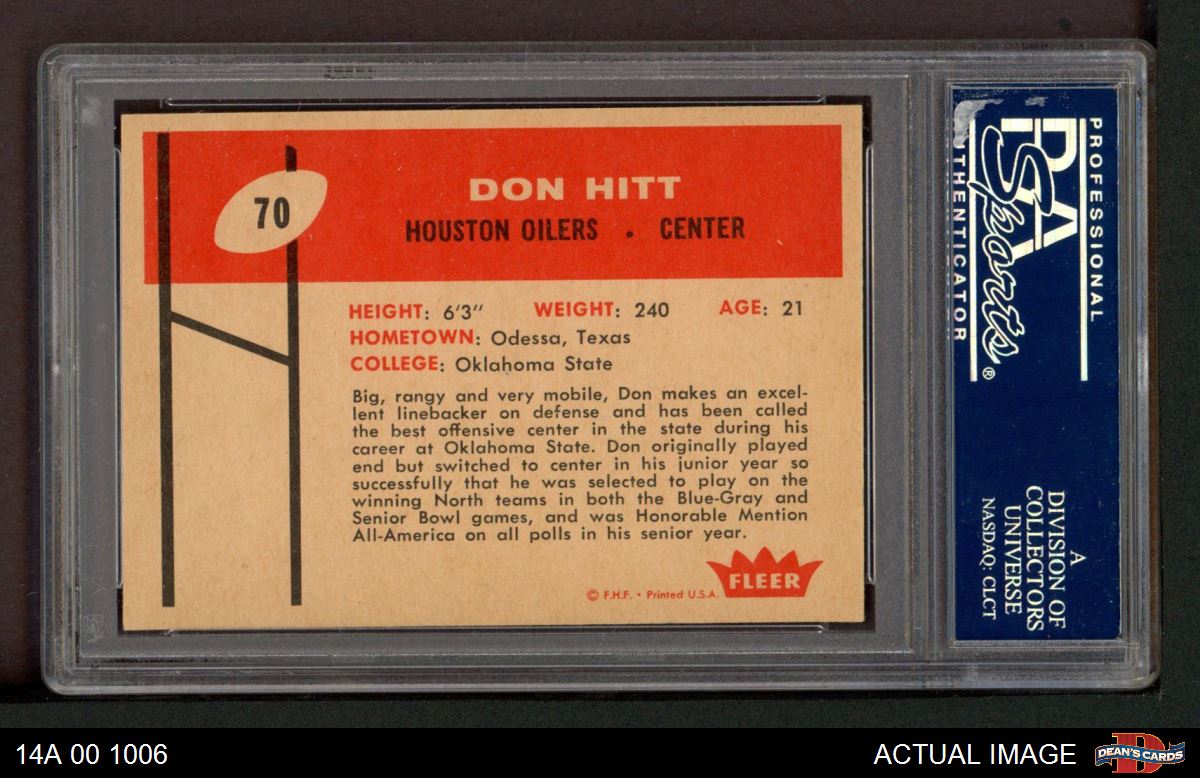 70
DON HITT
HOUSTON OILERS . CENTER
HEIGHT: 6'3" WEIGHT: 240 AGE: 21
HOMETOWN: Odessa, Texas
COLLEGE: Oklahoma State
Big, rangy and very mobile, Don makes an excel-
lent linebacker on defense and has been called
the best offensive center in the state during his
career at Oklahoma State. Don originally played
end but switched to center in his junior year so
successfully that he was selected to play on the
winning North teams in both the Blue-Gray and
Senior Bowl games, and was Honorable Mention
All-America on all polls in his senior year.
FLEER
© F.H.F. • Printed U.S.A.
PROFESSIONAL
PSA
Sports®
AUTHENTICATOR
A
DIVISION OF
COLLECTORS
UNIVERSE
NASDAQ: CLCT
14A 00 1006
ACTUAL IMAGE
DEAN'S CARDS